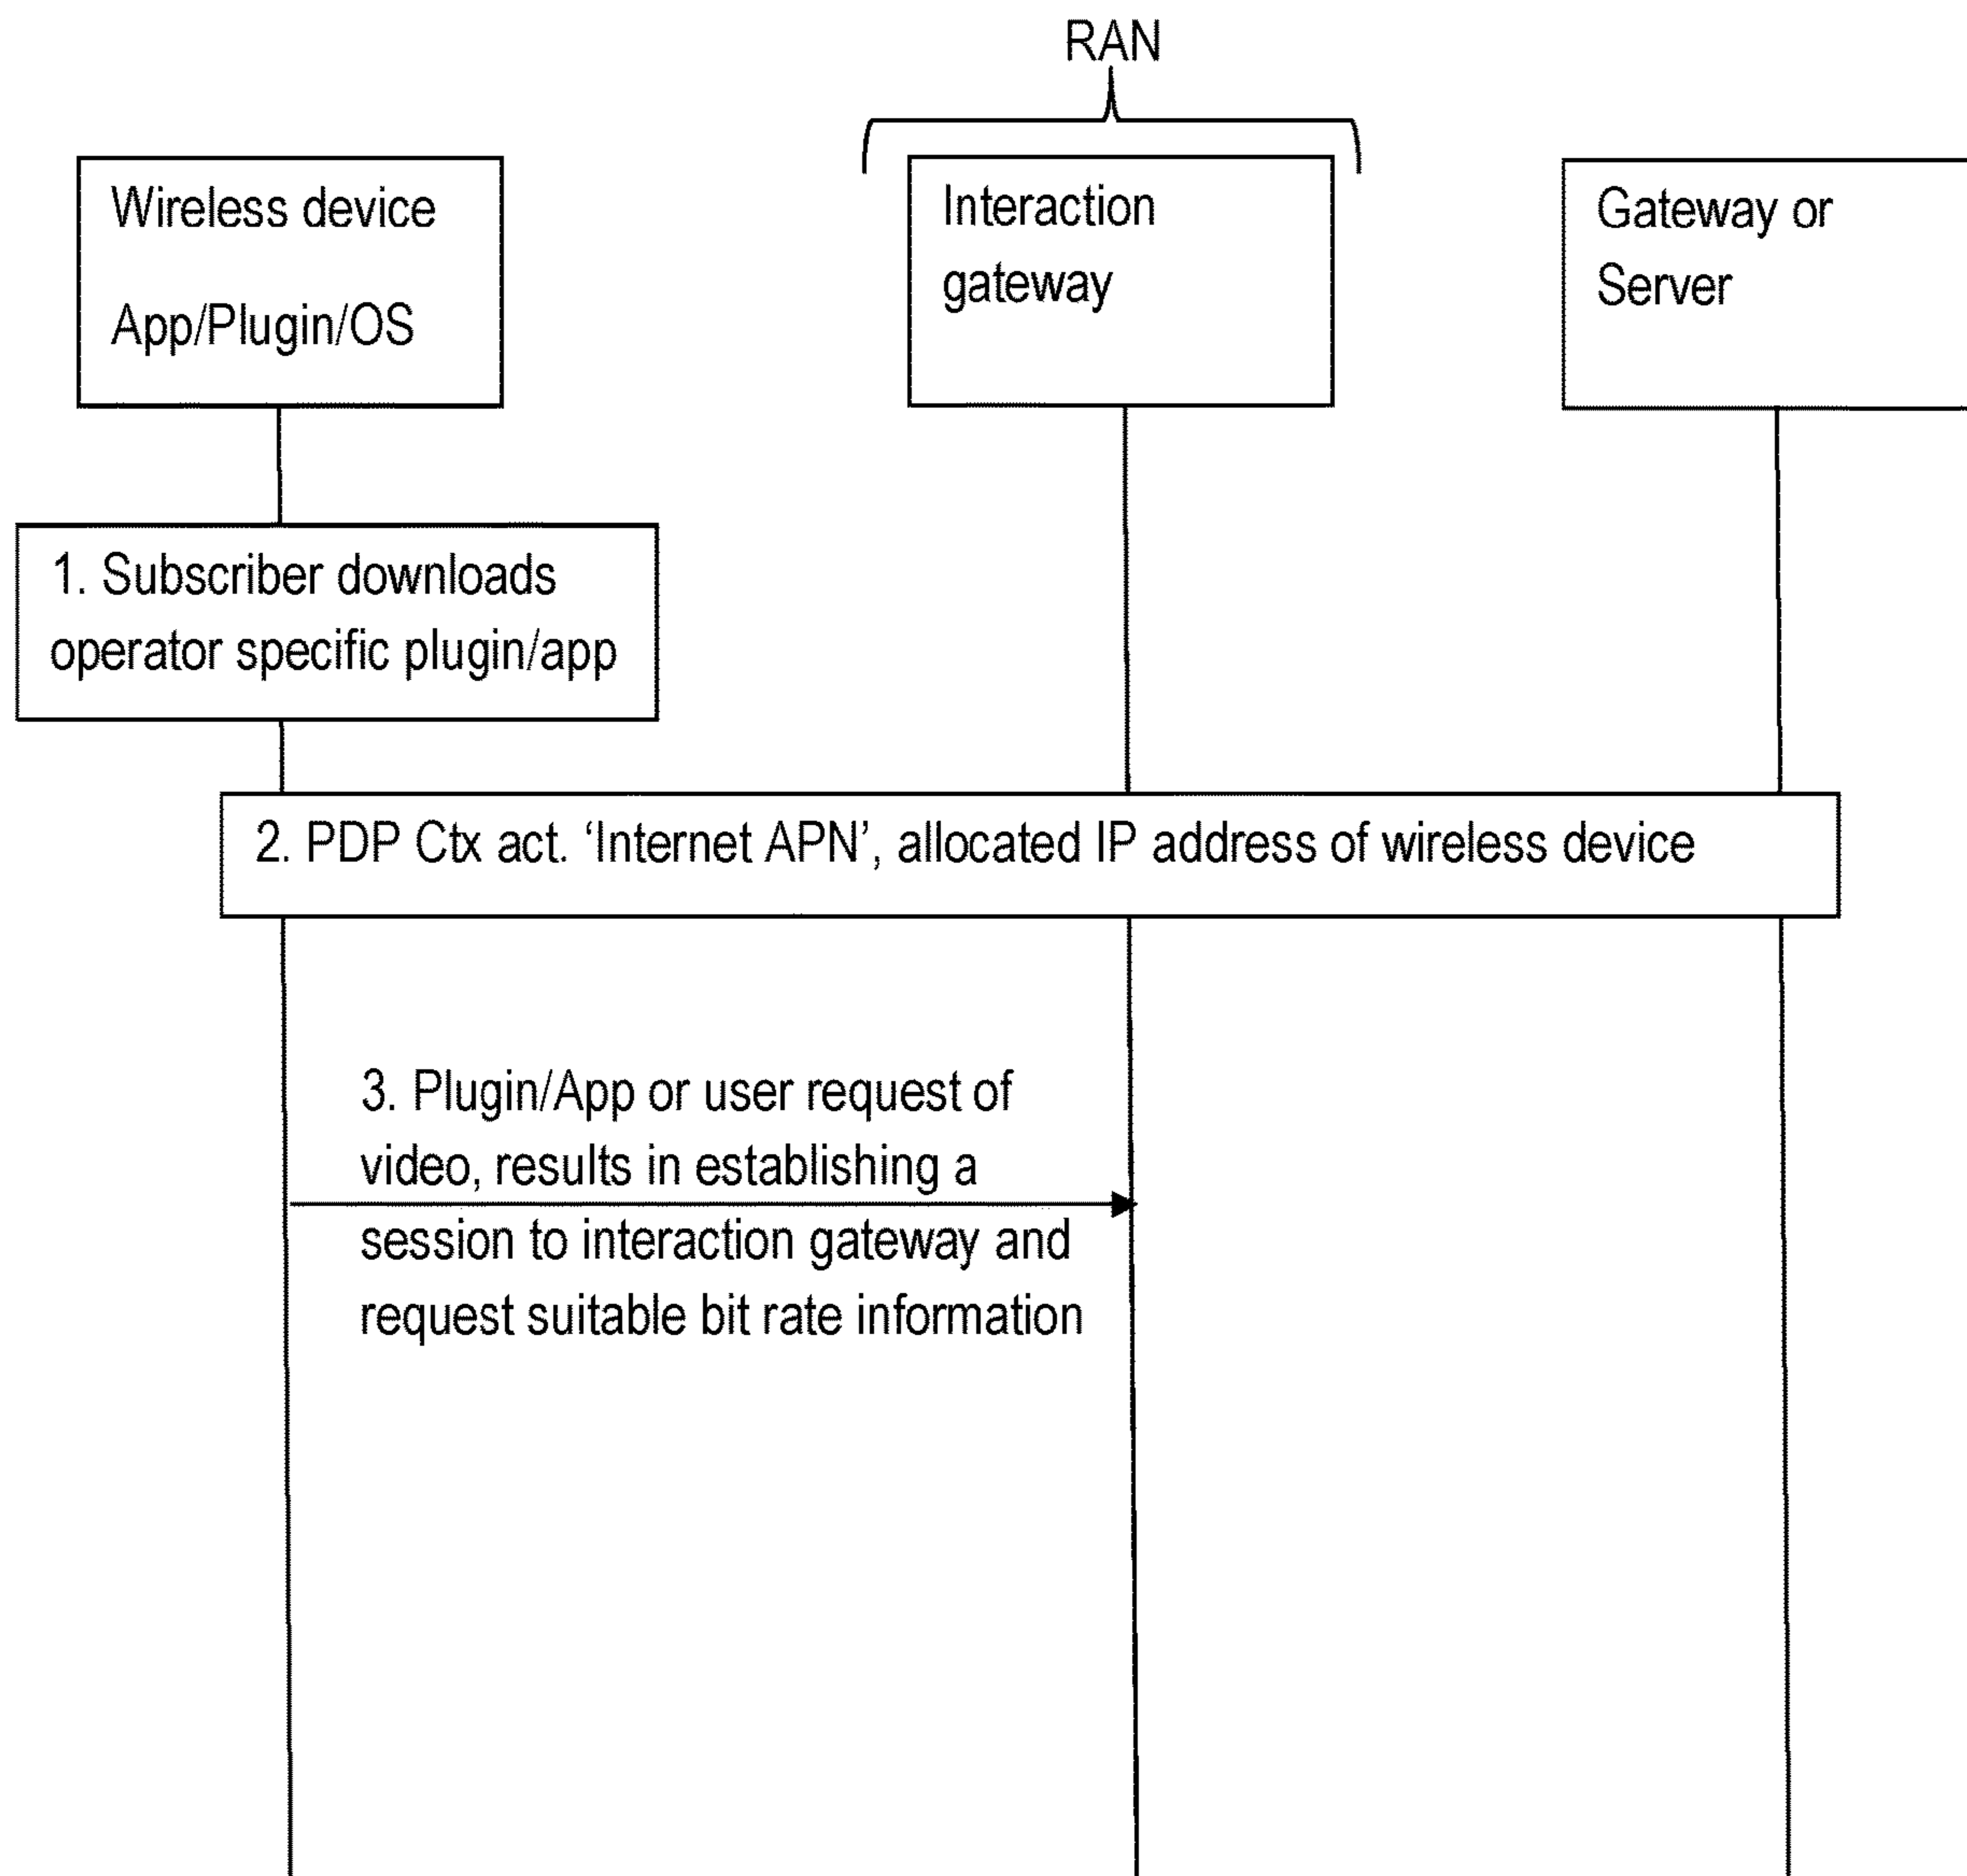 RAN
Wireless device
App/Plugin/OS
Interaction
gateway
Gateway or
Server
1. Subscriber downloads
operator specific plugin/app
2. PDP Ctx act. ‘Internet APN’, allocated IP address of wireless device
3. Plugin/App or user request of
video, results in establishing a
session to interaction gateway and
request suitable bit rate information